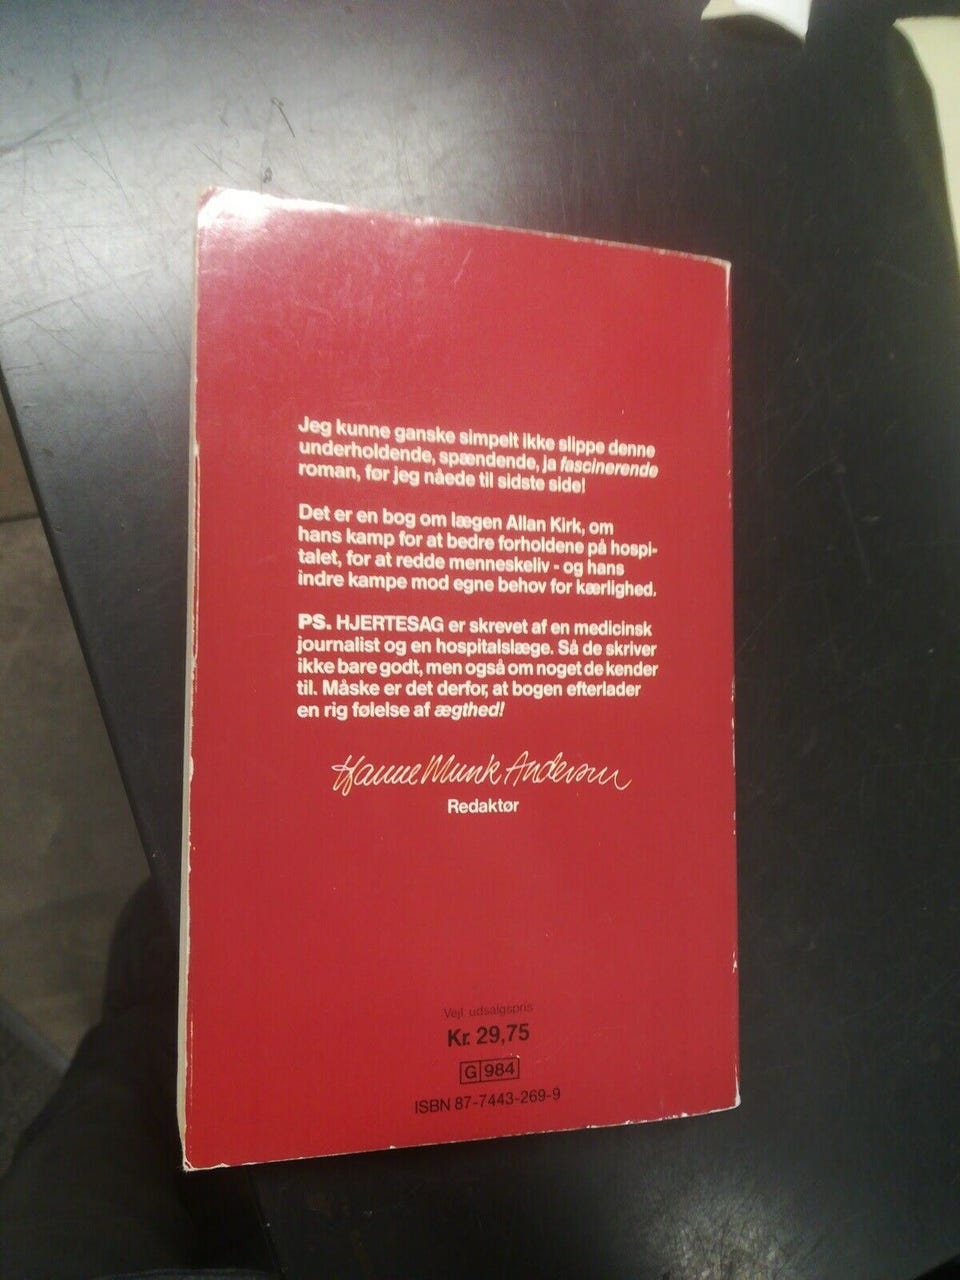 Jeg kunne ganske simpelt ikke slippe denne
underholdende, spændende, ja fascinerende
roman, før jeg nåede til sidste side!
Det er en bog om lægen Allan Kirk, om
hans kamp for at bedre forholdene på hospi-
talet, for at redde menneskeliv - og hans
indre kampe mod egne behov for kærlighed.
PS. HJERTESAG er skrevet af en medicinsk
journalist og en hospitalslæge. Så de skriver
ikke bare godt, men også om noget de kender
til. Måske er det derfor, at bogen efterlader
en rig følelse af ægthed!
Hanne Munk Andersen
Redaktør
Vejl. udsalgspris
Kr. 29,75
G 984
ISBN 87-7443-269-9